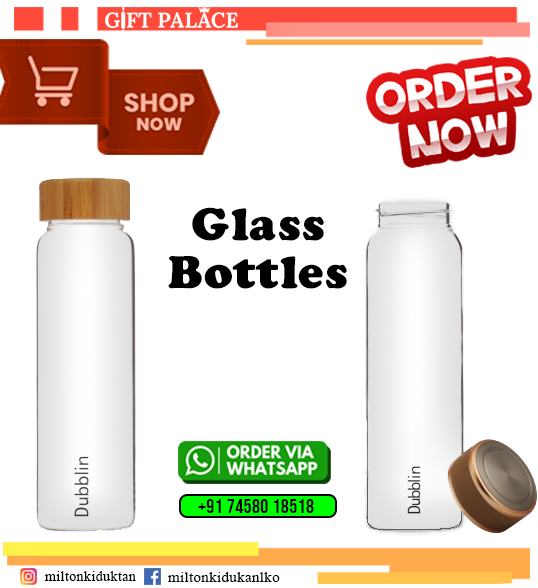 GIFT PALACE
SHOP
NOW
ORDER
NOW
Glass
Bottles
Dubblin
Dubblin
ORDER VIA
WHATSAPP
+91 74580 18518
miltonkiduktan
miltonkidukanlko